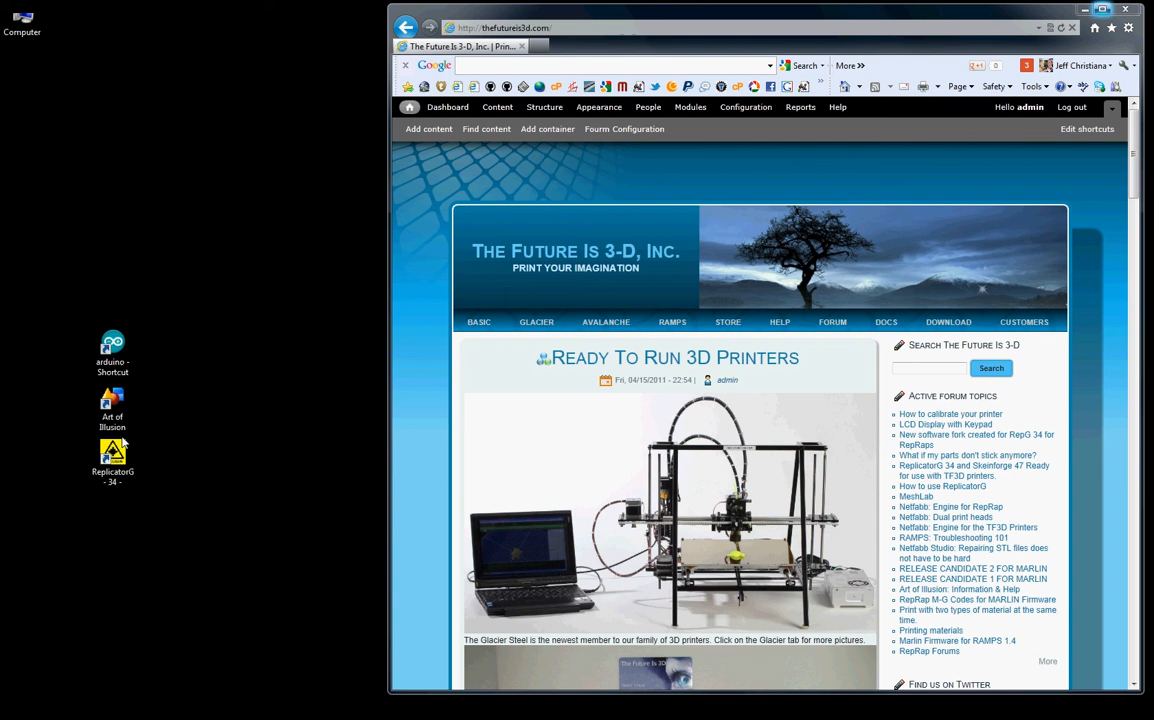 Computer
arduino -
Shortcut
Art of
Illusion
ReplicatorG
- 34 -
http://thefutureis3d.com/
The Future Is 3-D, Inc. | Prin...
Google
Search
More >>
+1
0
3
Jeff Christiana
Page
Safety
Tools
Dashboard Content Structure Appearance People Modules Configuration Reports Help
Hello admin Log out
Add content Find content Add container Fourm Configuration
Edit shortcuts
THE FUTURE IS 3-D, INC.
PRINT YOUR IMAGINATION
BASIC GLACIER AVALANCHE RAMPS STORE HELP FORUM DOCS DOWNLOAD CUSTOMERS
READY TO RUN 3D PRINTERS
Fri, 04/15/2011 - 22:54 | admin
The Glacier Steel is the newest member to our family of 3D printers. Click on the Glacier tab for more pictures.
The Future Is 3D
SEARCH THE FUTURE IS 3-D
Search
ACTIVE FORUM TOPICS
How to calibrate your printer
LCD Display with Keypad
New software fork created for RepG 34 for
RepRaps
What if my parts don't stick anymore?
ReplicatorG 34 and Skeinforge 47 Ready
for use with TF3D printers.
How to use ReplicatorG
MeshLab
Netfabb: Engine for RepRap
Netfabb: Dual print heads
Netfabb: Engine for the TF3D Printers
RAMPS: Troubleshooting 101
Netfabb Studio: Repairing STL files does
not have to be hard
RELEASE CANDIDATE 2 FOR MARLIN
RELEASE CANDIDATE 1 FOR MARLIN
Art of Illusion: Information & Help
RepRap M-G Codes for MARLIN Firmware
Print with two types of material at the same
time.
Printing materials
Marlin Firmware for RAMPS 1.4
RepRap Forums
More
FIND US ON TWITTER